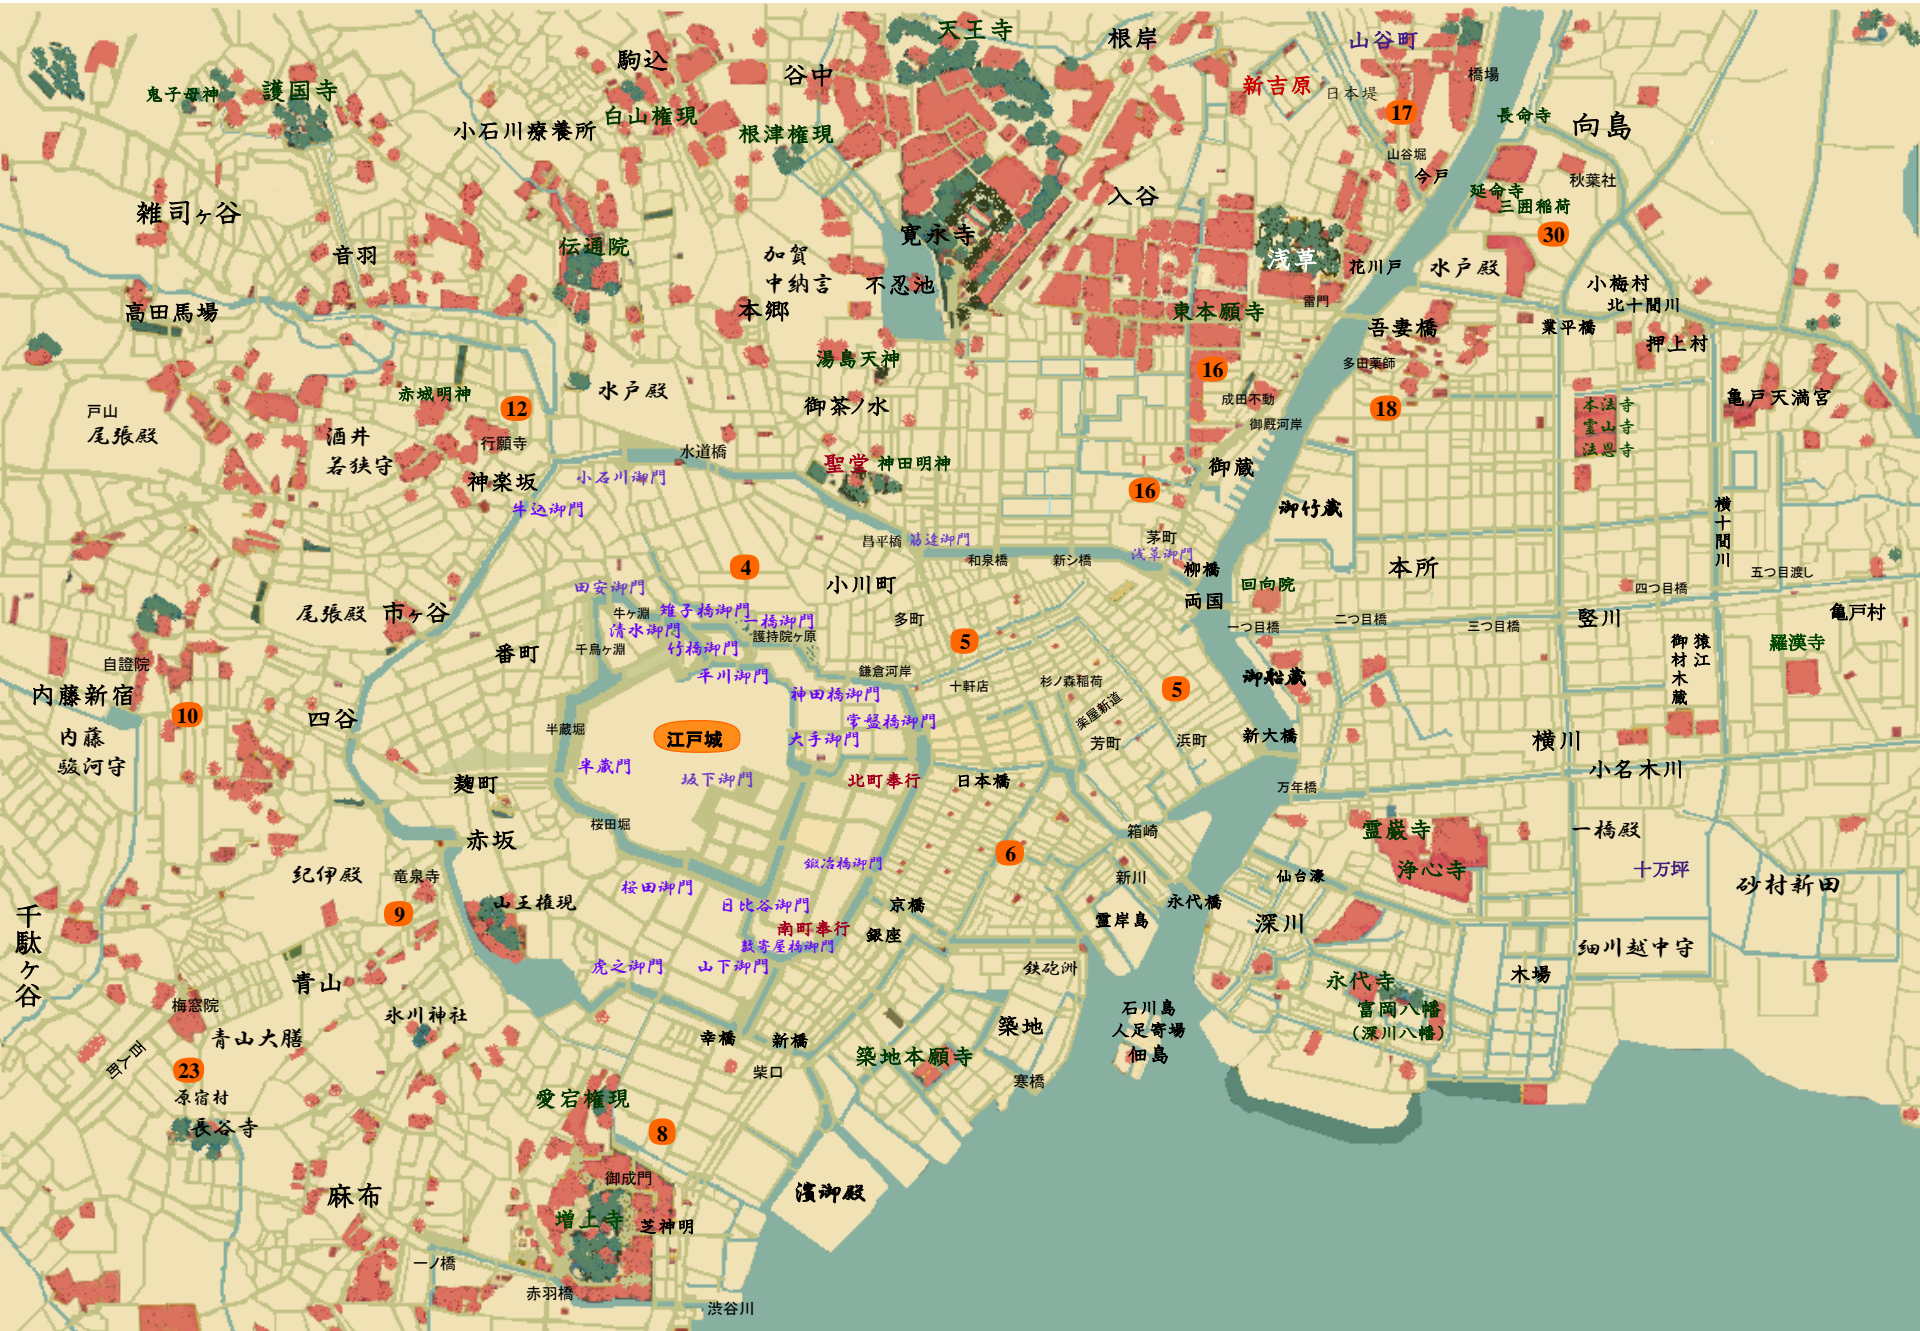 天王寺
根岸
山谷町
駒込
谷中
橋場
鬼子母神
護国寺
新吉原
日本堤
17
長命寺
向島
小石川療養所
白山権現
根津権現
山谷堀
今戸
秋葉社
延命寺
三囲稲荷
入谷
雑司ヶ谷
音羽
伝通院
加賀
中納言
寛永寺
浅草
花川戸
30
水戸殿
不忍池
本郷
高田馬場
東本願寺
雷門
小梅村
北十間川
吾妻橋
業平橋
押上村
湯島天神
多田薬師
16
赤城明神
12
水戸殿
御茶ノ水
成田不動
18
本法寺
霊山寺
法恩寺
亀戸天満宮
戸山
尾張殿
酒井
若狭守
行願寺
御厩河岸
水道橋
聖堂
神田明神
神楽坂
小石川御門
御蔵
16
牛込御門
御竹蔵
横十間川
昌平橋
筋違御門
和泉橋
新シ橋
茅町
浅草御門
柳橋
4
小川町
本所
五つ目渡し
田安御門
回向院
四つ目橋
尾張殿
市ヶ谷
牛ヶ淵
雉子橋御門
一橋御門
多町
両国
亀戸村
清水御門
護持院ヶ原
5
一つ目橋
二つ目橋
三つ目橋
竪川
番町
千鳥ヶ淵
竹橋御門
猿江
御材木蔵
羅漢寺
自證院
平川御門
鎌倉河岸
御船蔵
内藤新宿
神田橋御門
十軒店
杉ノ森稲荷
5
10
四谷
常盤橋御門
楽屋新道
半蔵堀
江戸城
大手御門
芳町
浜町
新大橋
横川
内藤
駿河守
半蔵門
坂下御門
北町奉行
日本橋
小名木川
麹町
万年橋
桜田堀
箱崎
霊巌寺
一橋殿
赤坂
6
鍛冶橋御門
浄心寺
十万坪
紀伊殿
竜泉寺
桜田御門
新川
仙台濠
砂村新田
山王権現
日比谷御門
京橋
永代橋
9
南町奉行
銀座
霊岸島
深川
千駄ヶ谷
数寄屋橋御門
細川越中守
虎之御門
山下御門
鉄砲洲
木場
青山
永代寺
梅窓院
氷川神社
石川島
人足寄場
佃島
富岡八幡
(深川八幡)
青山大膳
幸橋
新橋
築地
築地本願寺
百人町
23
柴口
寒橋
原宿村
愛宕権現
長谷寺
8
御成門
麻布
濱御殿
増上寺
芝神明
一ノ橋
赤羽橋
渋谷川